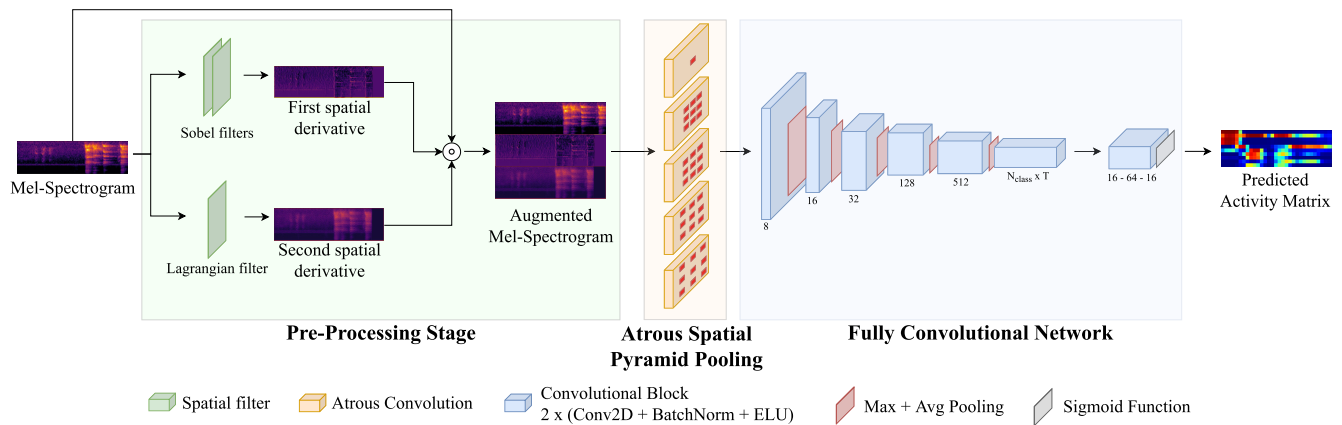 Mel-Spectrogram
Sobel filters
Lagrangian filter
First spatial
derivative
Second spatial
derivative
Augmented
Mel-Spectrogram
8
16
32
128
512
N_class x T
16 - 64 - 16
Predicted
Activity Matrix
Pre-Processing Stage
Atrous Spatial
Pyramid Pooling
Fully Convolutional Network
Spatial filter
Atrous Convolution
Convolutional Block
2 x (Conv2D + BatchNorm + ELU)
Max + Avg Pooling
Sigmoid Function